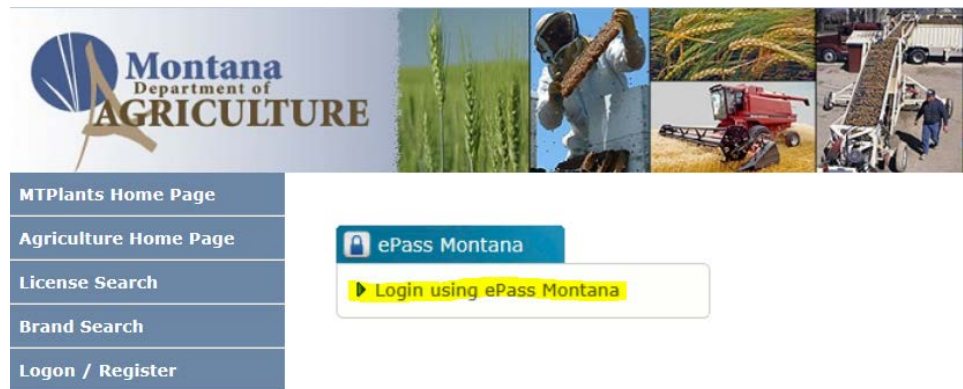 Montana
Department of
AGRICULTURE
MTPlants Home Page
Agriculture Home Page
License Search
Brand Search
Logon / Register
ePass Montana
Login using ePass Montana